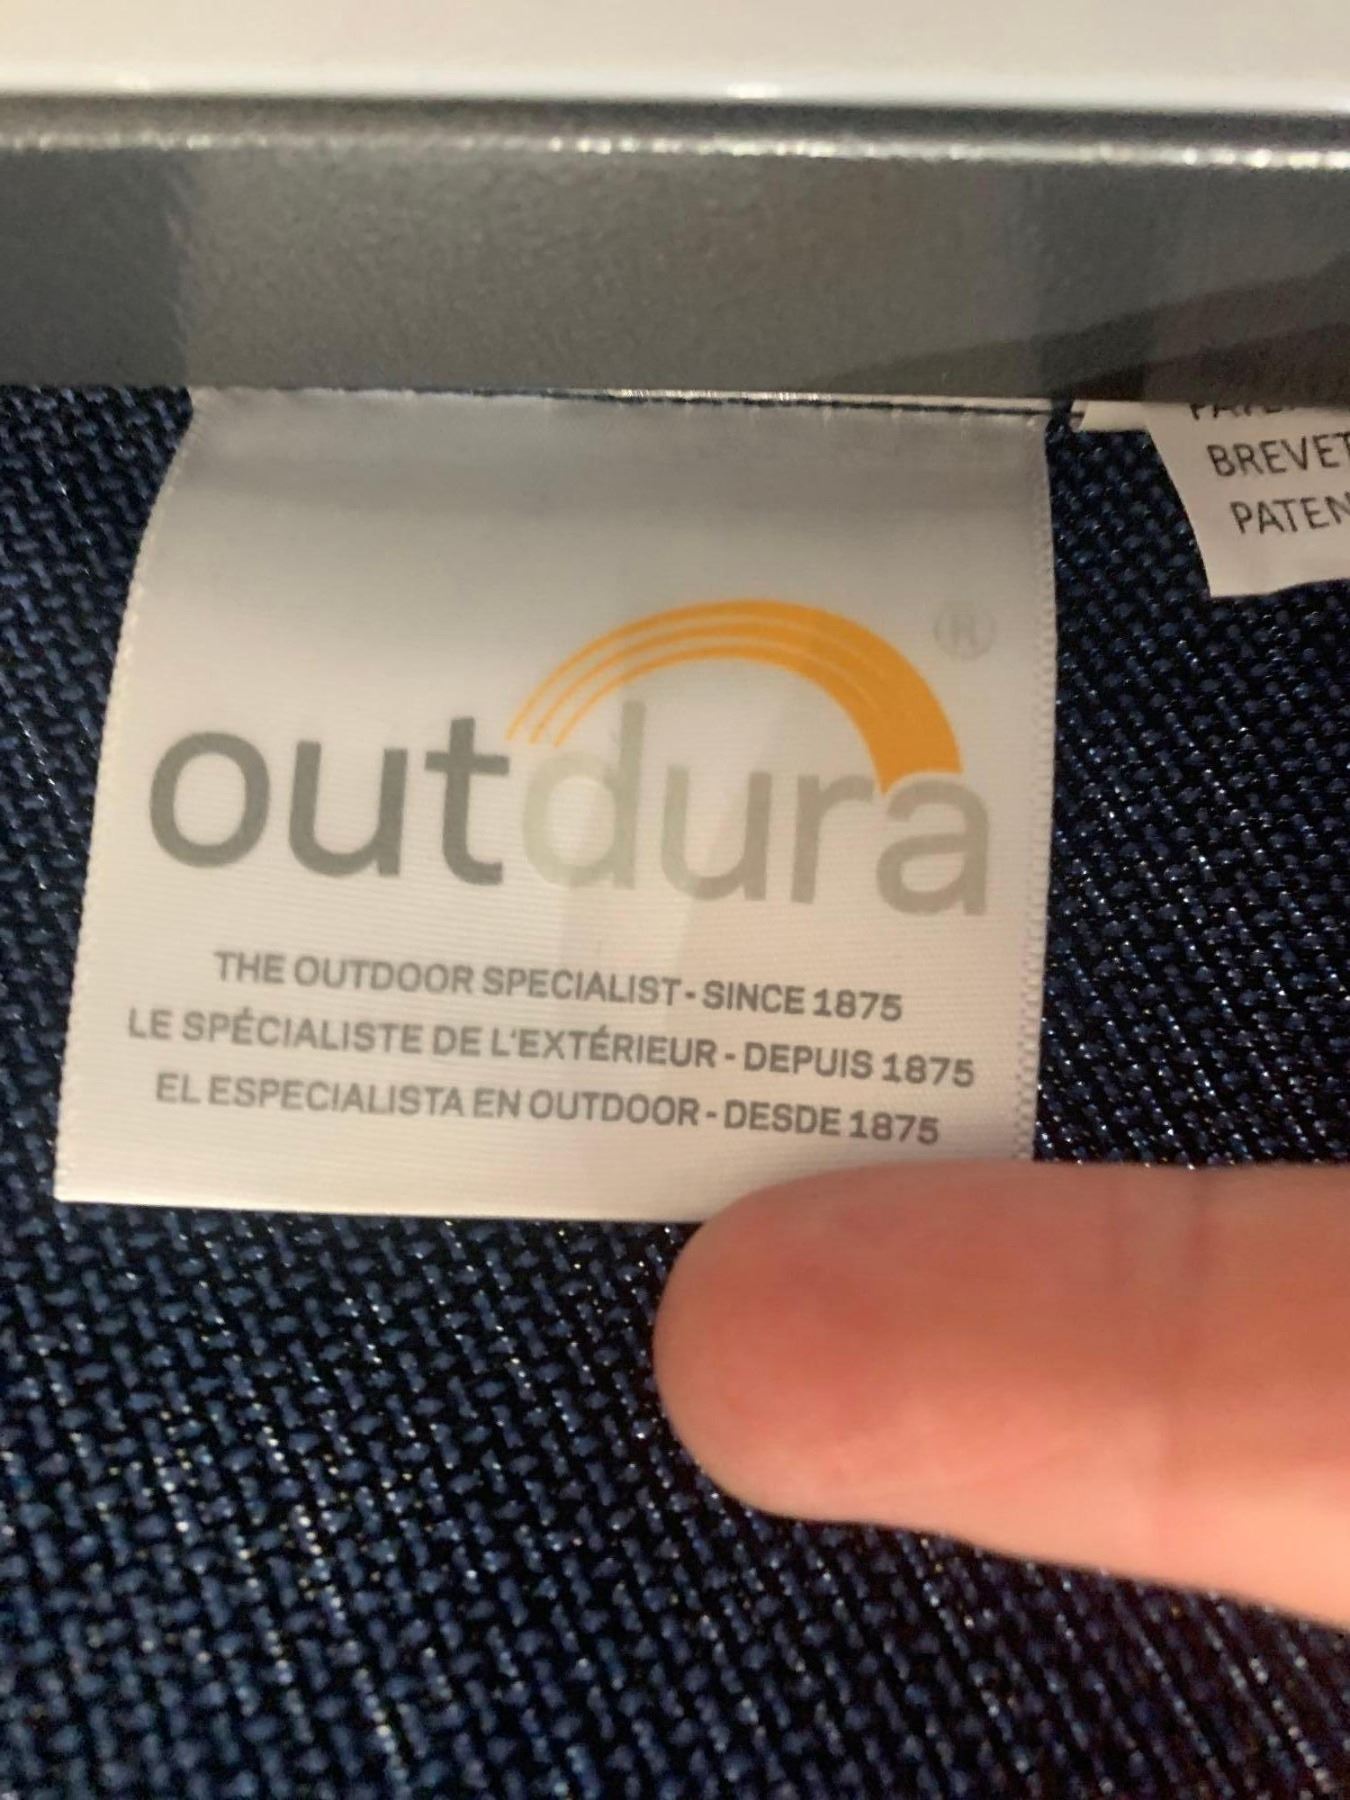 BREVET
PATEN
outdura ®
THE OUTDOOR SPECIALIST - SINCE 1875
LE SPÉCIALISTE DE L'EXTÉRIEUR - DEPUIS 1875
EL ESPECIALISTA EN OUTDOOR - DESDE 1875